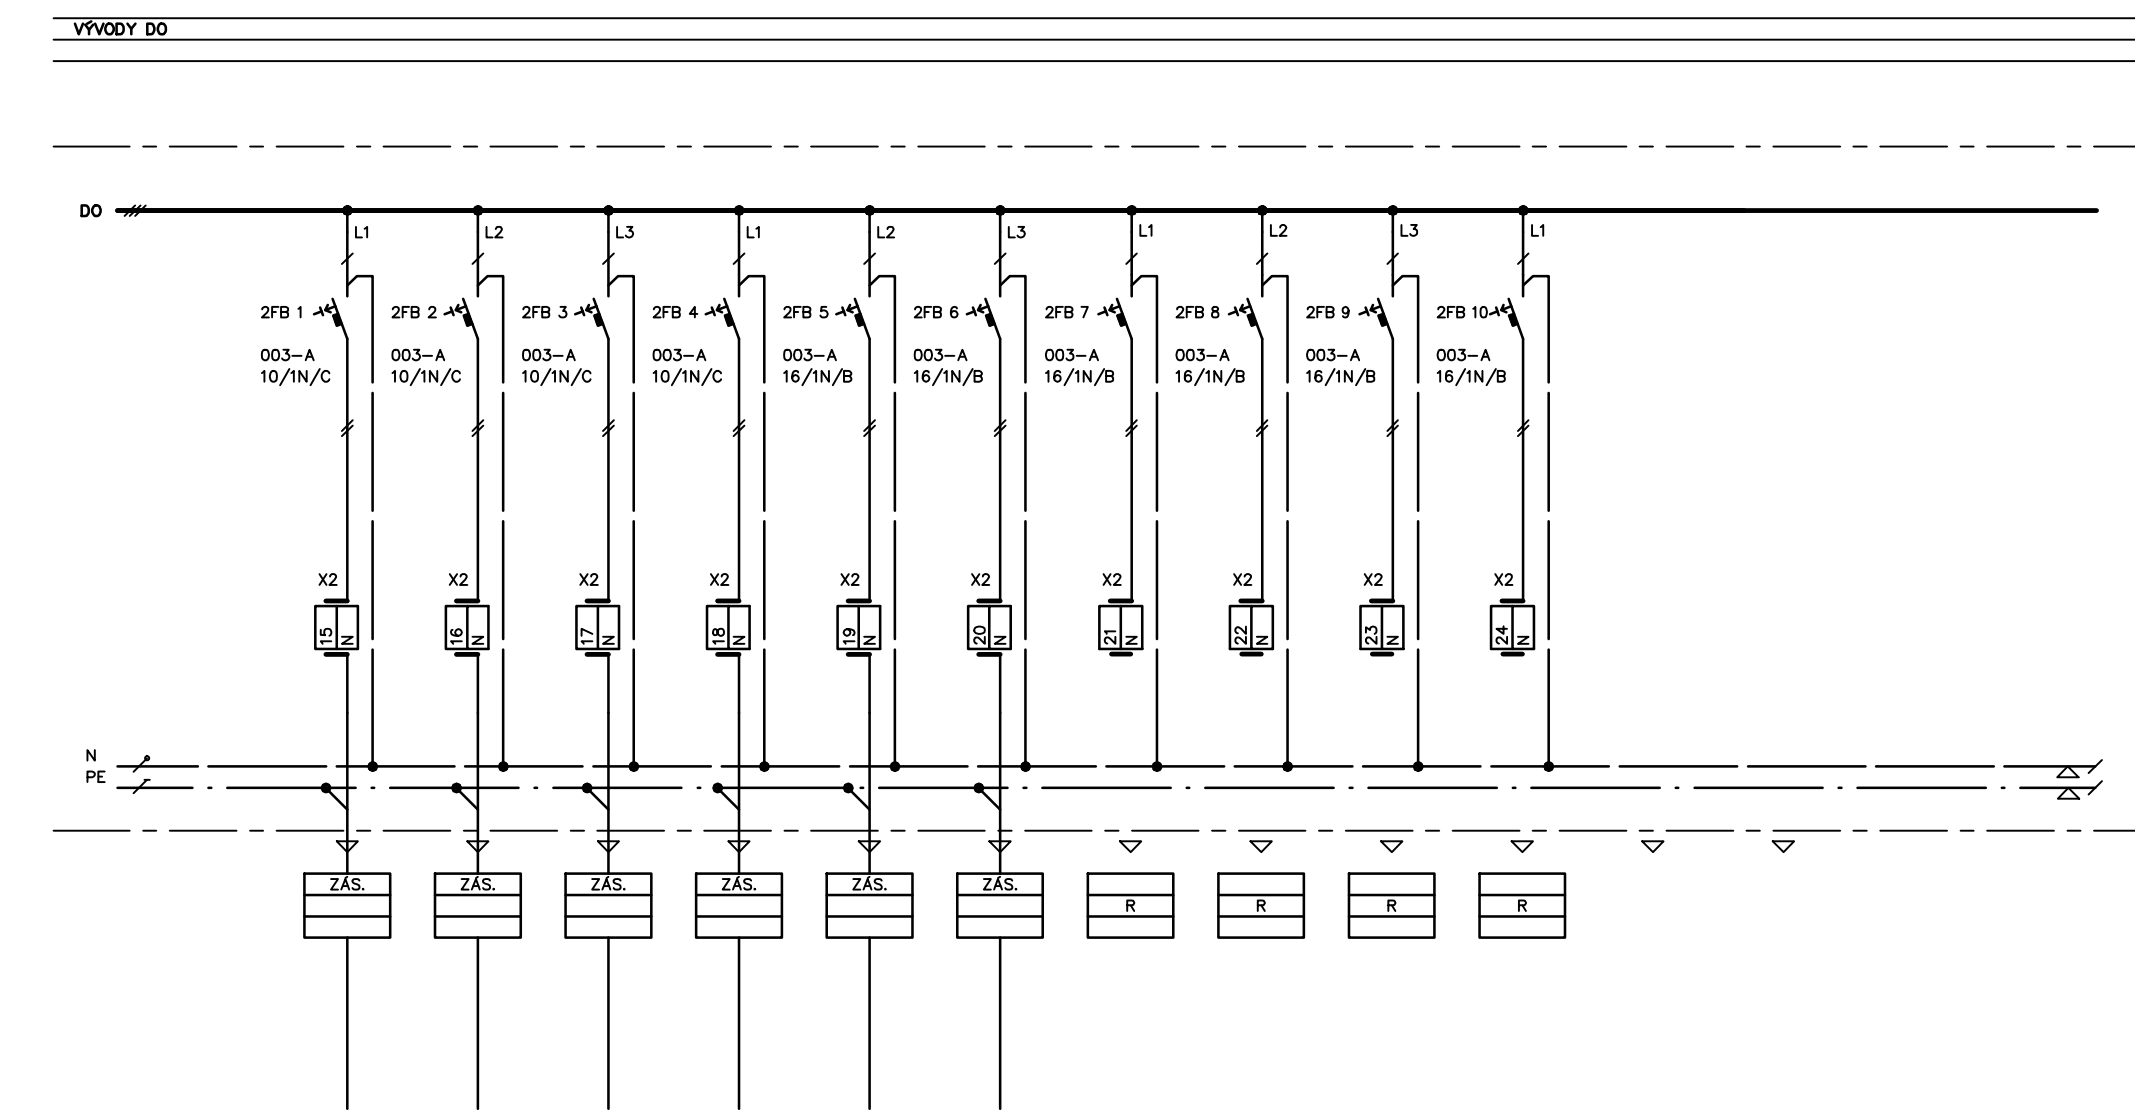 VÝVODY DO
DO
L1 L2 L3 L1 L2 L3 L1 L2 L3 L1
2FB 1 2FB 2 2FB 3 2FB 4 2FB 5 2FB 6 2FB 7 2FB 8 2FB 9 2FB 10
003-A 003-A 003-A 003-A 003-A 003-A 003-A 003-A 003-A 003-A
10/1N/C 10/1N/C 10/1N/C 10/1N/C 16/1N/B 16/1N/B 16/1N/B 16/1N/B 16/1N/B 16/1N/B
X2 X2 X2 X2 X2 X2 X2 X2 X2 X2
15 N 16 N 17 N 18 N 19 N 20 N 21 N 22 N 23 N 24 N
N
PE
ZÁS. ZÁS. ZÁS. ZÁS. ZÁS. ZÁS.
R R R R